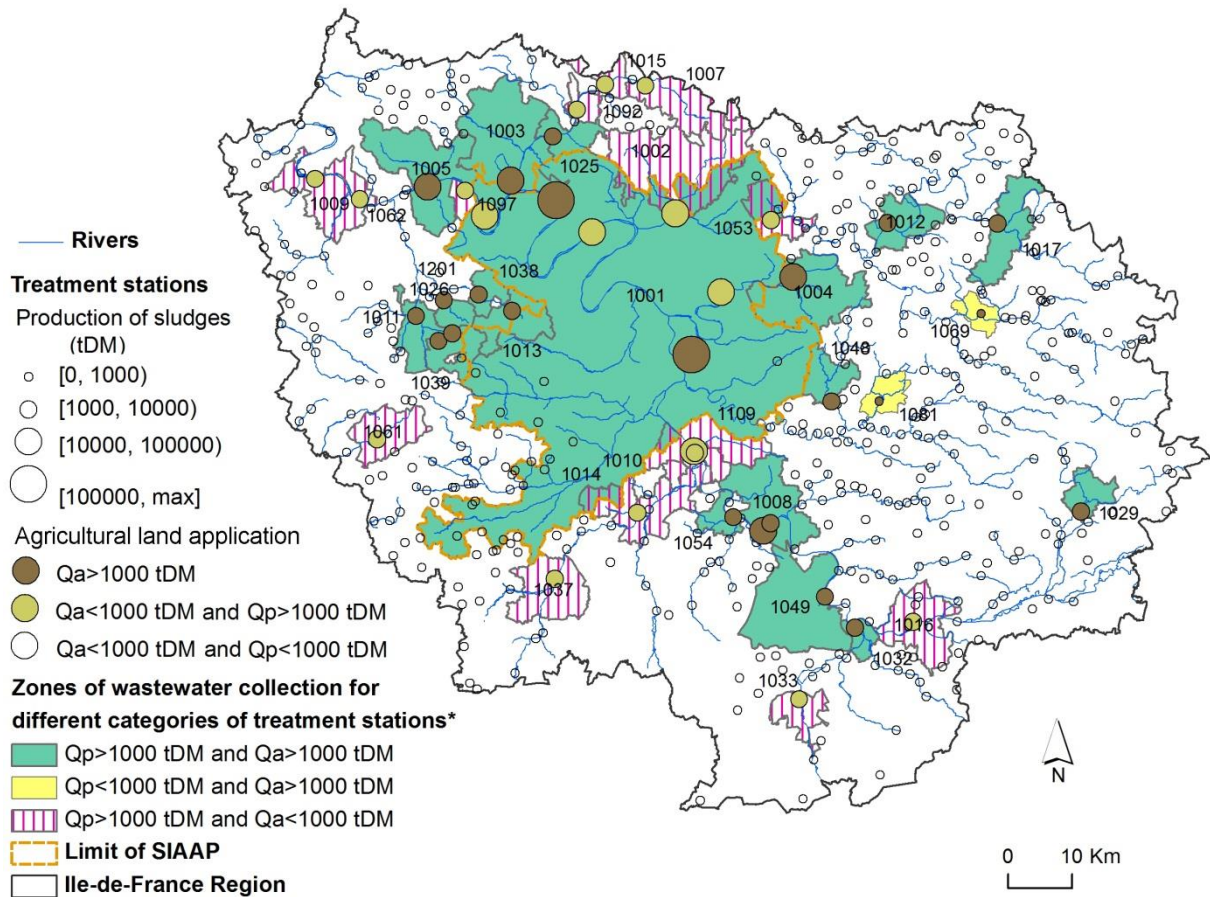 Rivers
Treatment stations
Production of sludges
(tDM)
[0, 1000)
[1000, 10000)
[10000, 100000)
[100000, max]
Agricultural land application
Qa>1000 tDM
Qa<1000 tDM and Qp>1000 tDM
Qa<1000 tDM and Qp<1000 tDM
Zones of wastewater collection for
different categories of treatment stations*
Qp>1000 tDM and Qa>1000 tDM
Qp<1000 tDM and Qa>1000 tDM
Qp>1000 tDM and Qa<1000 tDM
Limit of SIAAP
Ile-de-France Region
1015
1007
1092
1003
1002
1025
1005
1009
1062
1097
1053
1012
1017
1201
1038
1026
1001
1004
1011
1013
1069
1039
1081
1109
1061
1010
1014
1008
1029
1054
1037
1049
1016
1032
1033
N
0 10 Km